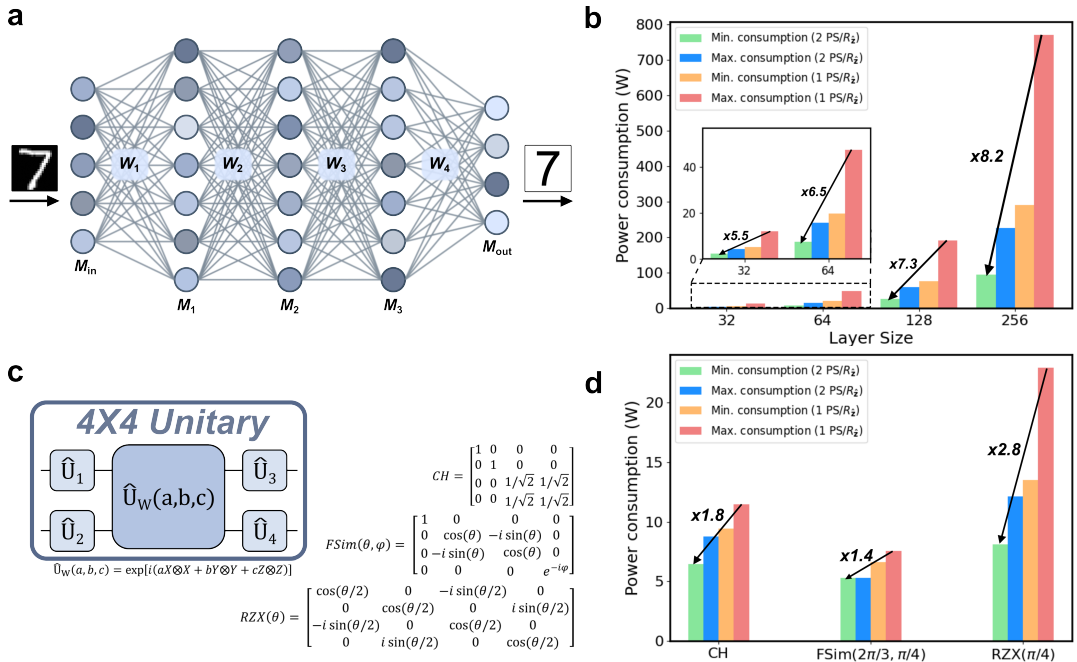 a
7
W1
W2
W3
W4
7
Min
M1
M2
M3
Mout
b
Power consumption (W)
800
700
600
500
400
300
200
100
0
Min. consumption (2 PS/Rẑ)
Max. consumption (2 PS/Rẑ)
Min. consumption (1 PS/Rẑ)
Max. consumption (1 PS/Rẑ)
40
20
0
x5.5
x6.5
32
64
x7.3
x8.2
32 64 128 256
Layer Size
c
4X4 Unitary
Û1
Û2
ÛW(a,b,c)
Û3
Û4
ÛW(a, b, c) = exp[i(aX⊗X + bY⊗Y + cZ⊗Z)]
CH = [1 0 0 0
0 1 0 0
0 0 1/√2 1/√2
0 0 1/√2 1/√2]
FSim(θ, φ) = [1 0 0 0
0 cos(θ) −i sin(θ) 0
0 −i sin(θ) cos(θ) 0
0 0 0 e^−iφ]
RZX(θ) = [cos(θ/2) 0 −i sin(θ/2) 0
0 cos(θ/2) 0 i sin(θ/2)
−i sin(θ/2) 0 cos(θ/2) 0
0 i sin(θ/2) 0 cos(θ/2)]
d
Power consumption (W)
20
15
10
5
0
Min. consumption (2 PS/Rẑ)
Max. consumption (2 PS/Rẑ)
Min. consumption (1 PS/Rẑ)
Max. consumption (1 PS/Rẑ)
x1.8
x1.4
x2.8
CH FSim(2π/3, π/4) RZX(π/4)